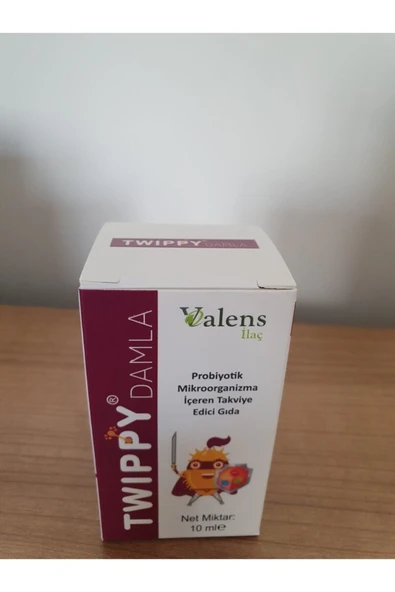 TWIPPY DAMLA
TWIPPY® DAMLA
Valens
İlaç
Probiyotik
Mikroorganizma
İçeren Takviye
Edici Gıda
Net Miktar:
10 ml℮